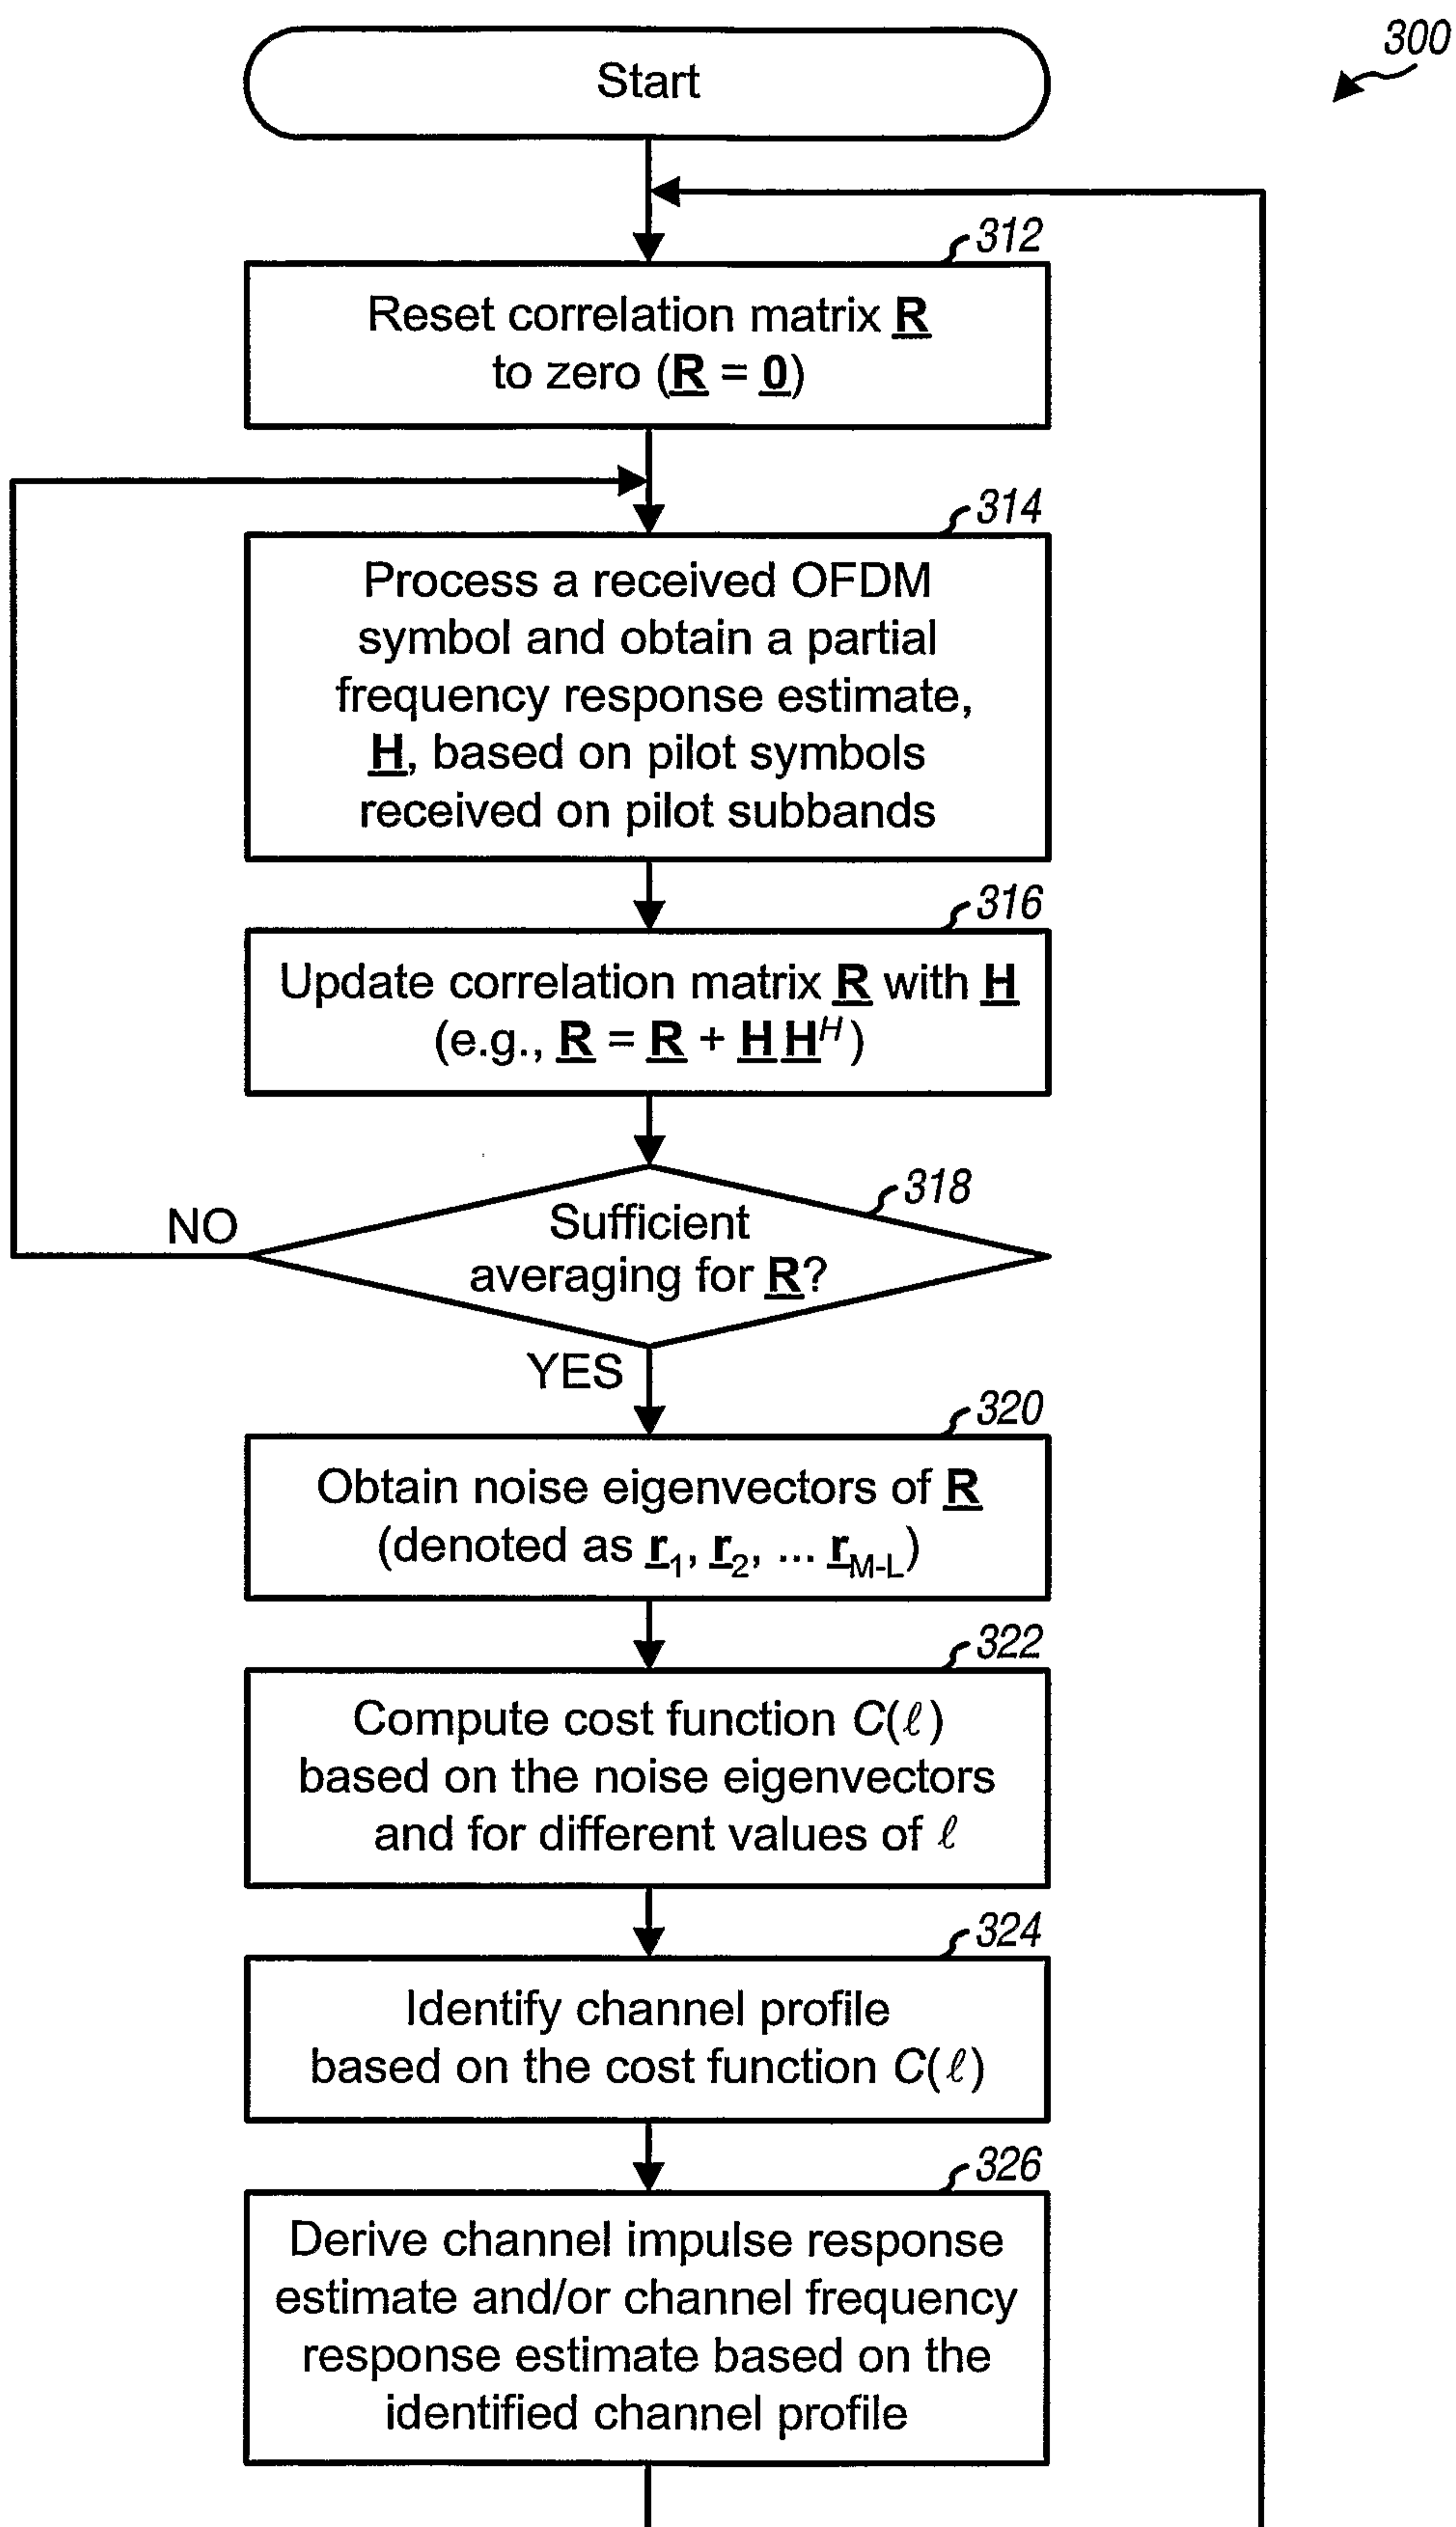 300
Start
312
Reset correlation matrix R
to zero (R = 0)
314
Process a received OFDM
symbol and obtain a partial
frequency response estimate,
H, based on pilot symbols
received on pilot subbands
316
Update correlation matrix R with H
(e.g., R = R + H Hᴴ)
318
NO
Sufficient
averaging for R?
YES
320
Obtain noise eigenvectors of R
(denoted as r₁, r₂, ... r_M-L)
322
Compute cost function C(ℓ)
based on the noise eigenvectors
and for different values of ℓ
324
Identify channel profile
based on the cost function C(ℓ)
326
Derive channel impulse response
estimate and/or channel frequency
response estimate based on the
identified channel profile